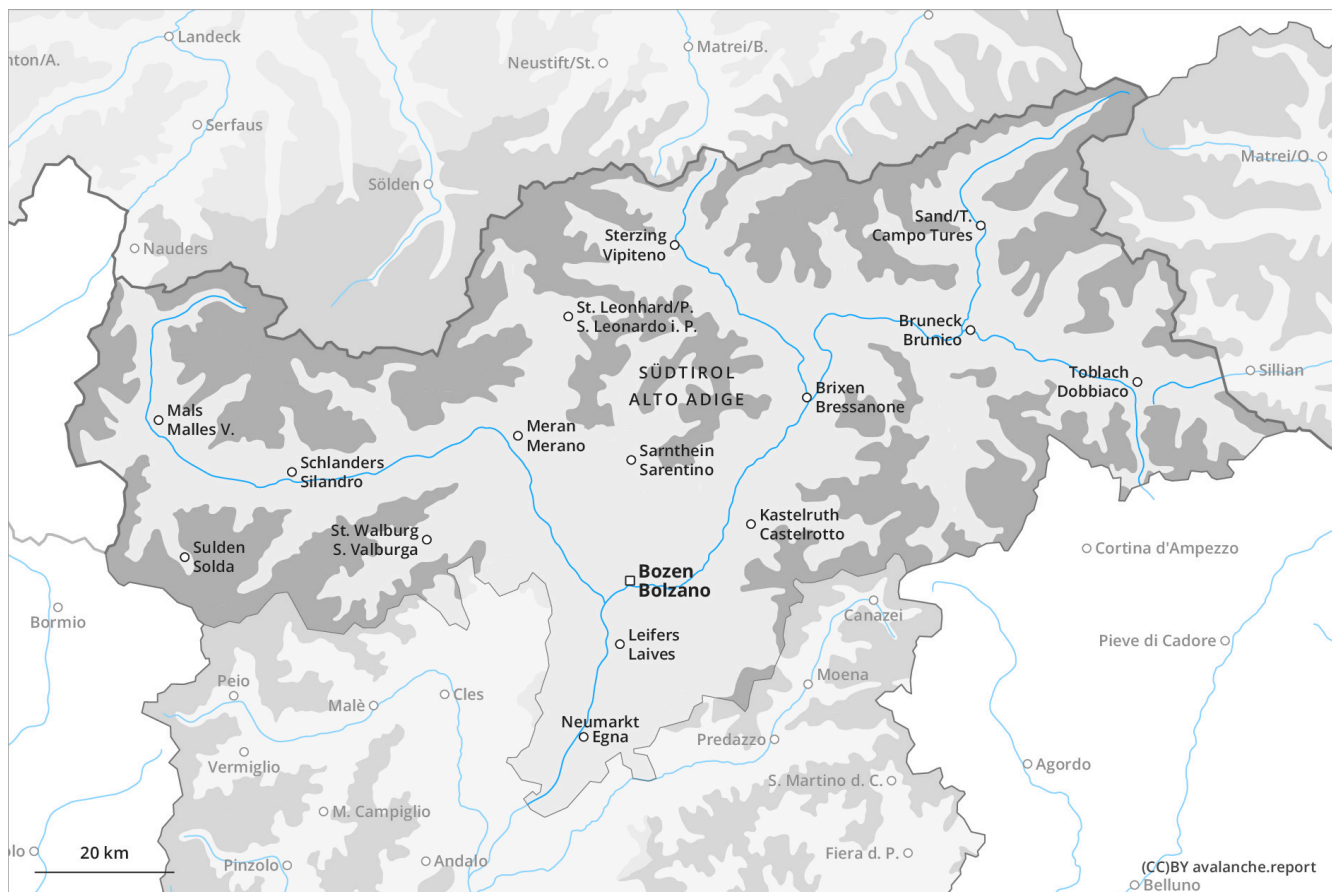 Landeck
nton/A.
Neustift/St.
Matrei/B.
Serfaus
Matrei/O.
Sölden
Nauders
Sterzing
Vipiteno
Sand/T.
Campo Tures
St. Leonhard/P.
S. Leonardo i. P.
Bruneck
Brunico
SÜDTIROL
ALTO ADIGE
Toblach
Dobbiaco
Sillian
Brixen
Bressanone
Mals
Malles V.
Meran
Merano
Schlanders
Silandro
Sarnthein
Sarentino
St. Walburg
S. Valburga
Kastelruth
Castelrotto
Sulden
Solda
Cortina d'Ampezzo
Bozen
Bolzano
Bormio
Canazei
Leifers
Laives
Pieve di Cadore
Peio
Moena
Malè
Cles
Neumarkt
Egna
Predazzo
Vermiglio
Agordo
S. Martino d. C.
M. Campiglio
olo
20 km
Pinzolo
Andalo
Fiera d. P.
(CC)BY avalanche.report
Belluno